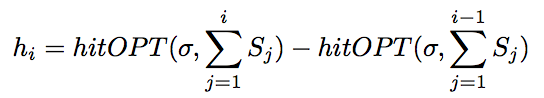 h_i = hitOPT(σ, \sum_{j=1}^{i} S_j) − hitOPT(σ, \sum_{j=1}^{i−1} S_j)